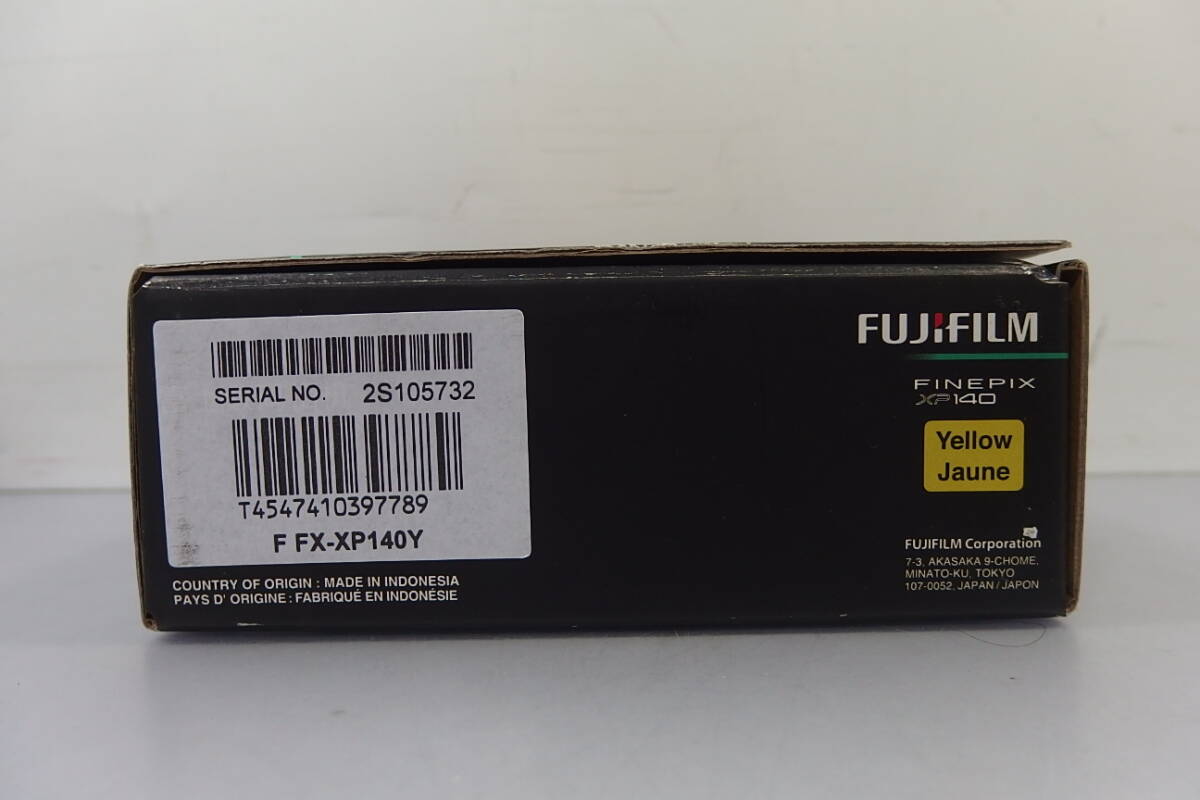 SERIAL NO. 2S105732
T4547410397789
F FX-XP140Y
COUNTRY OF ORIGIN : MADE IN INDONESIA
PAYS D' ORIGINE : FABRIQUÉ EN INDONÉSIE
FUJIFILM
FINEPIX
XP140
Yellow
Jaune
FUJIFILM Corporation
7-3, AKASAKA 9-CHOME,
MINATO-KU, TOKYO
107-0052, JAPAN / JAPON